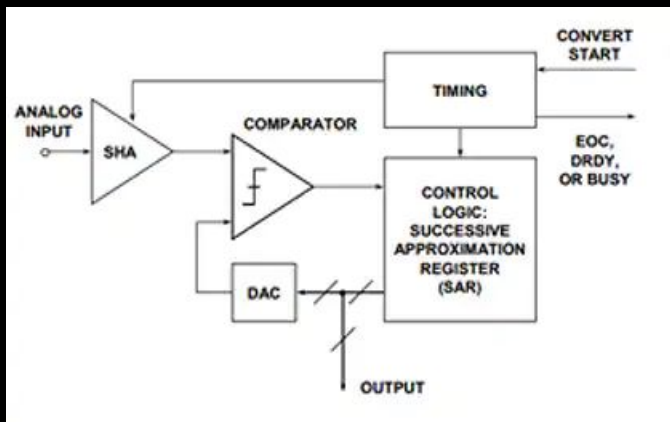 CONVERT
START
TIMING
ANALOG
INPUT
SHA
COMPARATOR
EOC,
DRDY,
OR BUSY
CONTROL
LOGIC:
SUCCESSIVE
APPROXIMATION
REGISTER
(SAR)
DAC
OUTPUT